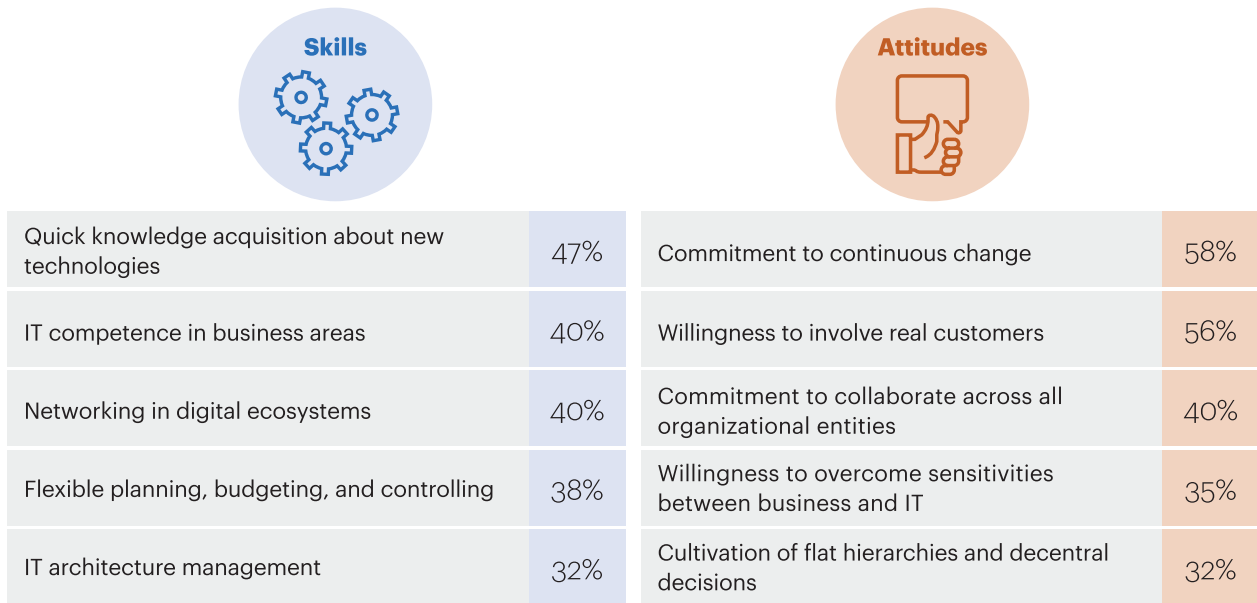 Skills
Quick knowledge acquisition about new
technologies
47%
IT competence in business areas
40%
Networking in digital ecosystems
40%
Flexible planning, budgeting, and controlling
38%
IT architecture management
32%
Attitudes
Commitment to continuous change
58%
Willingness to involve real customers
56%
Commitment to collaborate across all
organizational entities
40%
Willingness to overcome sensitivities
between business and IT
35%
Cultivation of flat hierarchies and decentral
decisions
32%